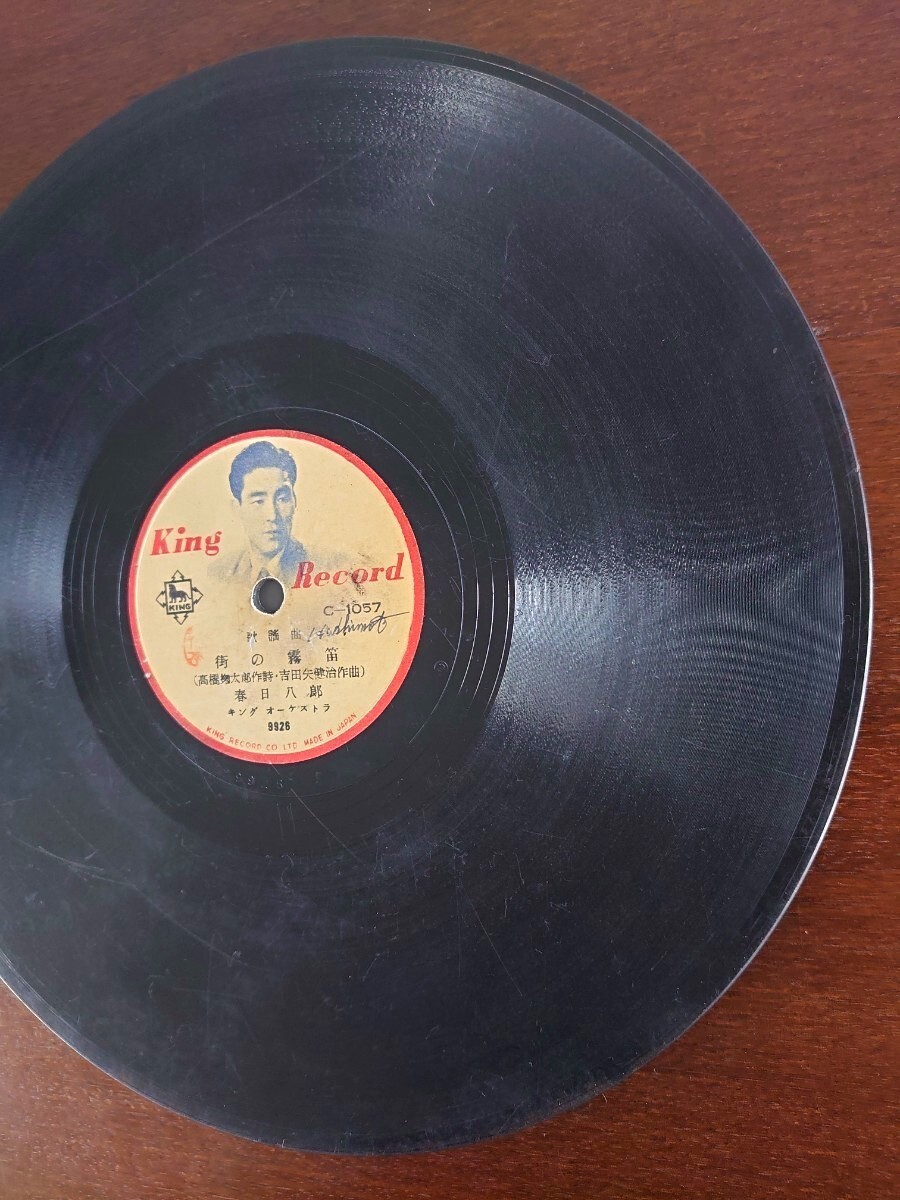 King
Record
KING
C-1057
歌謡曲
街の霧笛
(高橋掬太郎作詩・吉田矢健治作曲)
春日八郎
キング オーケストラ
9926
KING RECORD CO LTD. MADE IN JAPAN